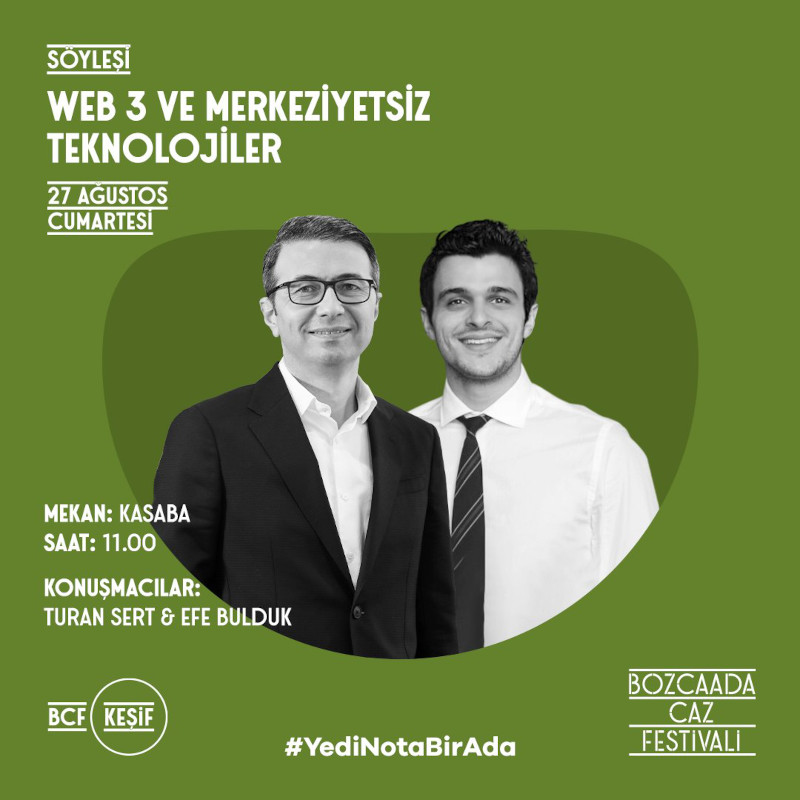 SÖYLEŞİ
WEB 3 VE MERKEZİYETSİZ
TEKNOLOJİLER
27 AĞUSTOS
CUMARTESİ
MEKAN: KASABA
SAAT: 11.00
KONUŞMACILAR:
TURAN SERT & EFE BULDUK
BCF KEŞİF
#YediNotaBirAda
BOZCAADA
CAZ
FESTİVALİ